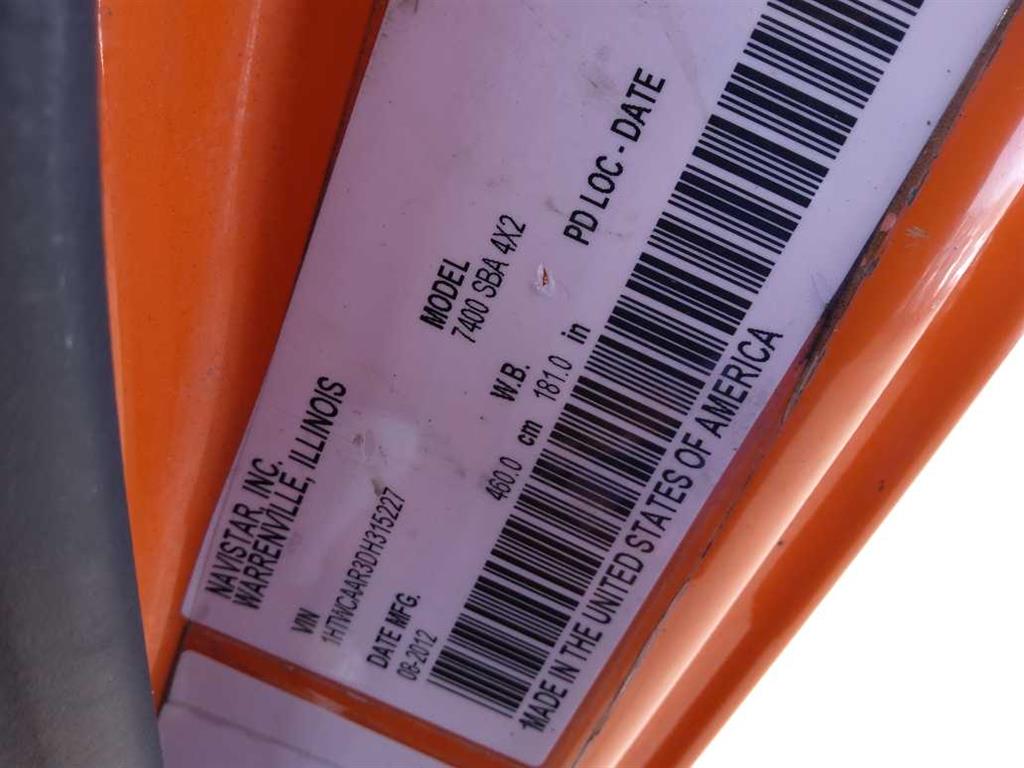 NAVISTAR, INC.
WARRENVILLE, ILLINOIS
VIN
1HTWCAAR3DH315227
MODEL
7400 SBA 4X2
DATE MFG.
08-2012
W.B.
460.0 cm 181.0 in
PD LOC - DATE
MADE IN THE UNITED STATES OF AMERICA